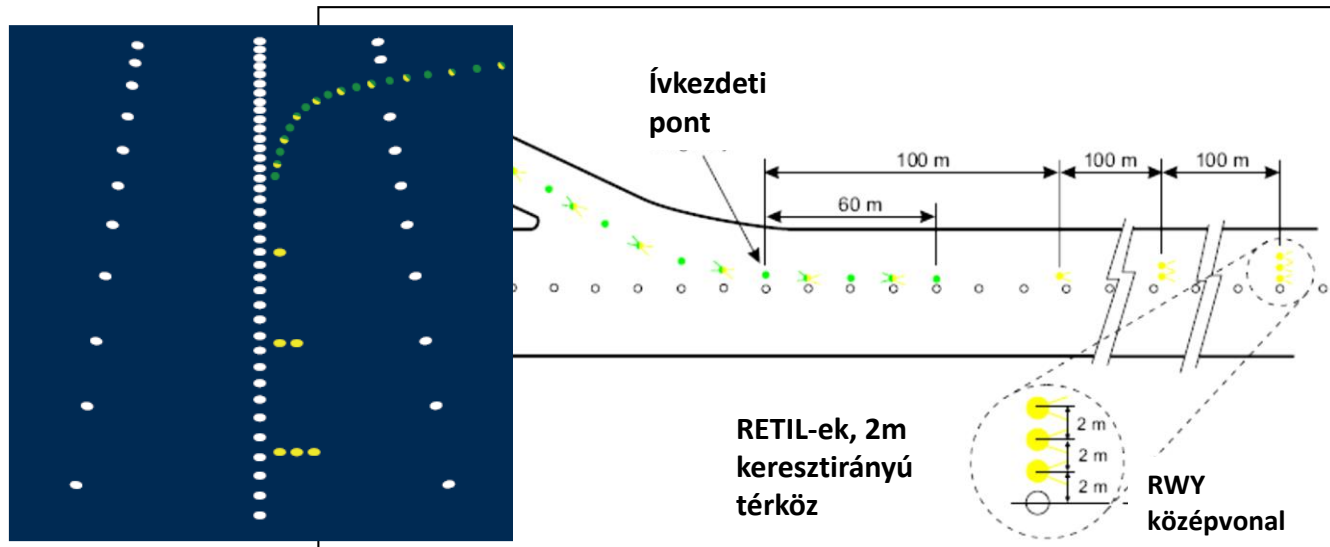 Ívkezdeti
pont
100 m
100 m
100 m
60 m
RETIL-ek, 2m
keresztirányú
térköz
2 m
2 m
2 m
RWY
középvonal